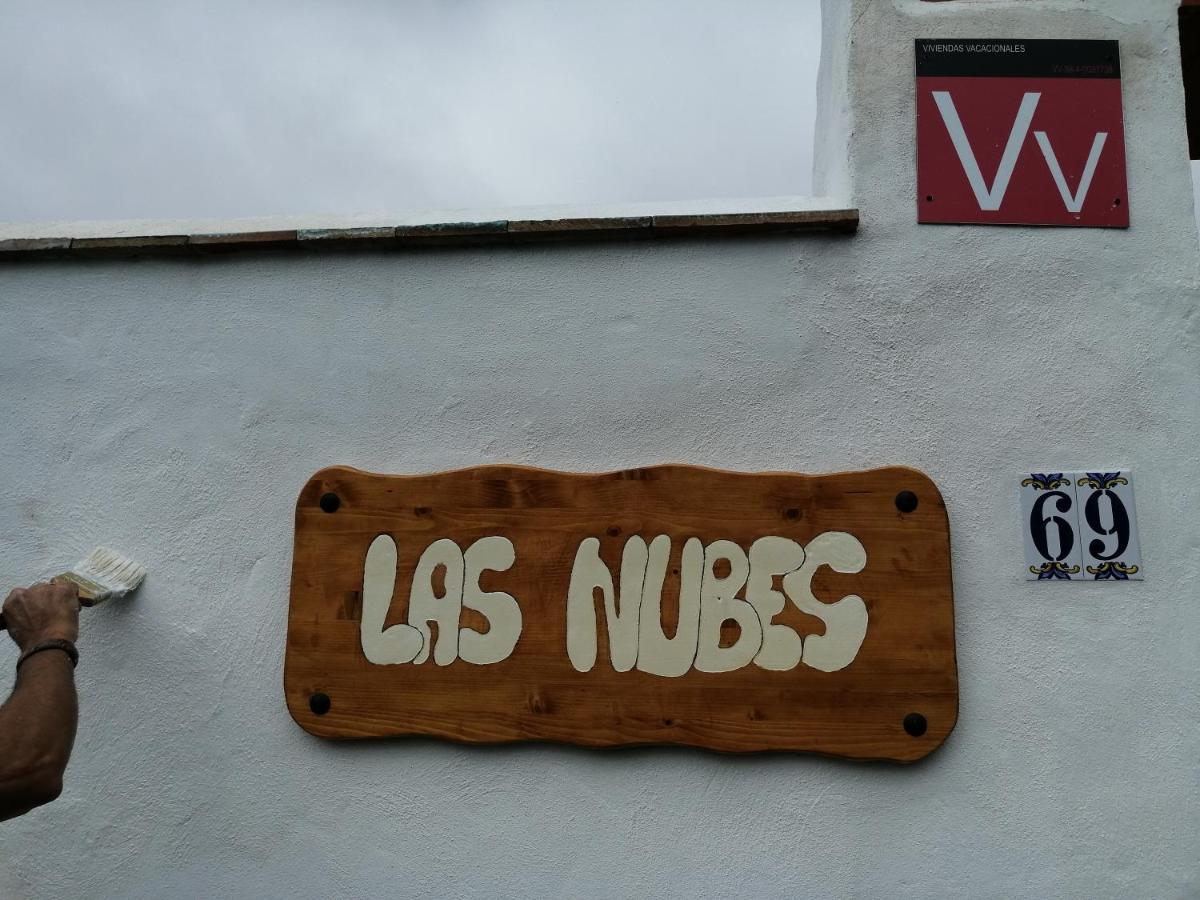 VIVIENDAS VACACIONALES
Vv
LAS NUBES
69